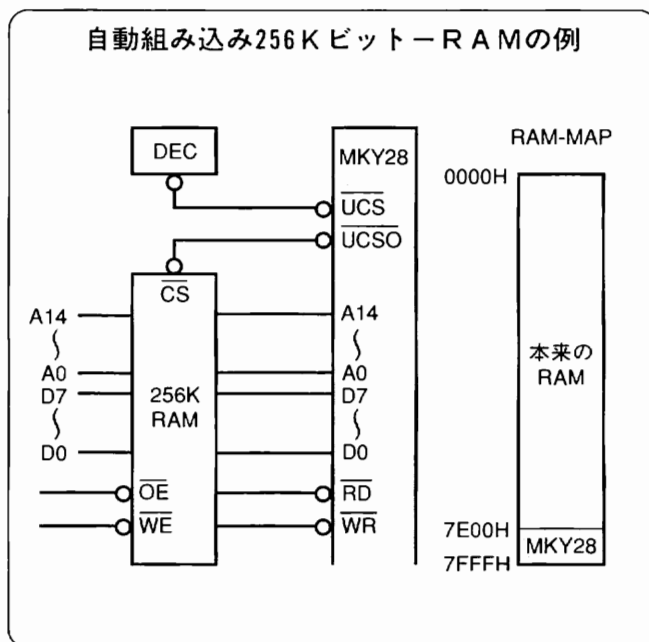 自動組み込み256KビットーRAMの例
DEC
MKY28
RAM-MAP
0000H
UCS
UCSO
CS
A14
A14
A0
A0
D7
D7
256K
RAM
D0
D0
OE
RD
WE
WR
本来の
RAM
7E00H
MKY28
7FFFH